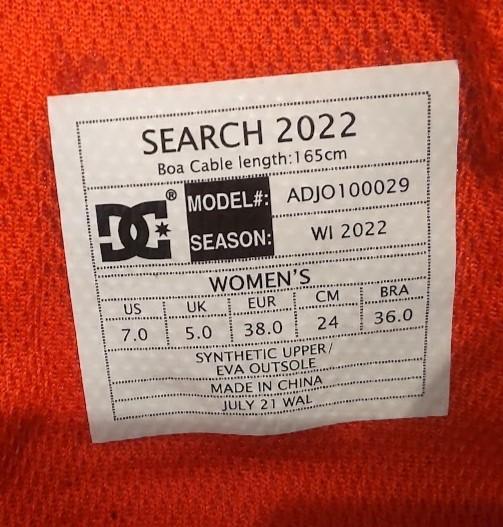 SEARCH 2022
Boa Cable length:165cm
DC®
MODEL#: ADJO100029
SEASON: WI 2022
WOMEN'S
US UK EUR CM BRA
7.0 5.0 38.0 24 36.0
SYNTHETIC UPPER/
EVA OUTSOLE
MADE IN CHINA
JULY 21 WAL